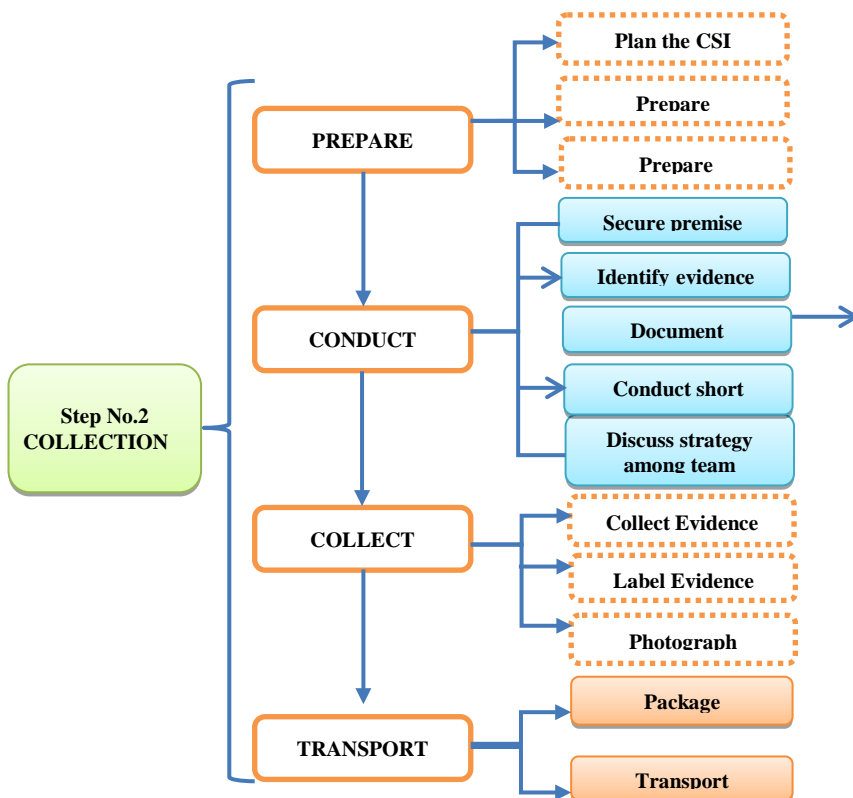 Step No.2
COLLECTION
PREPARE
Plan the CSI
Prepare
Prepare
CONDUCT
Secure premise
Identify evidence
Document
Conduct short
Discuss strategy
among team
COLLECT
Collect Evidence
Label Evidence
Photograph
TRANSPORT
Package
Transport